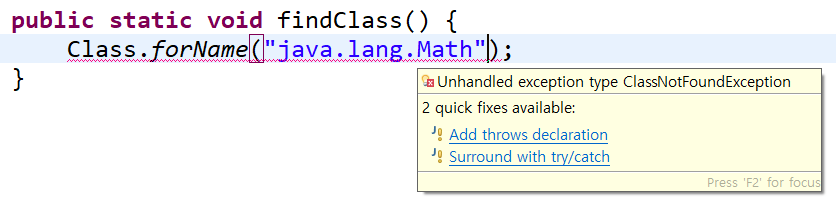 public static void findClass() {
Class.forName("java.lang.Math");
}
Unhandled exception type ClassNotFoundException
2 quick fixes available:
Add throws declaration
Surround with try/catch
Press 'F2' for focus